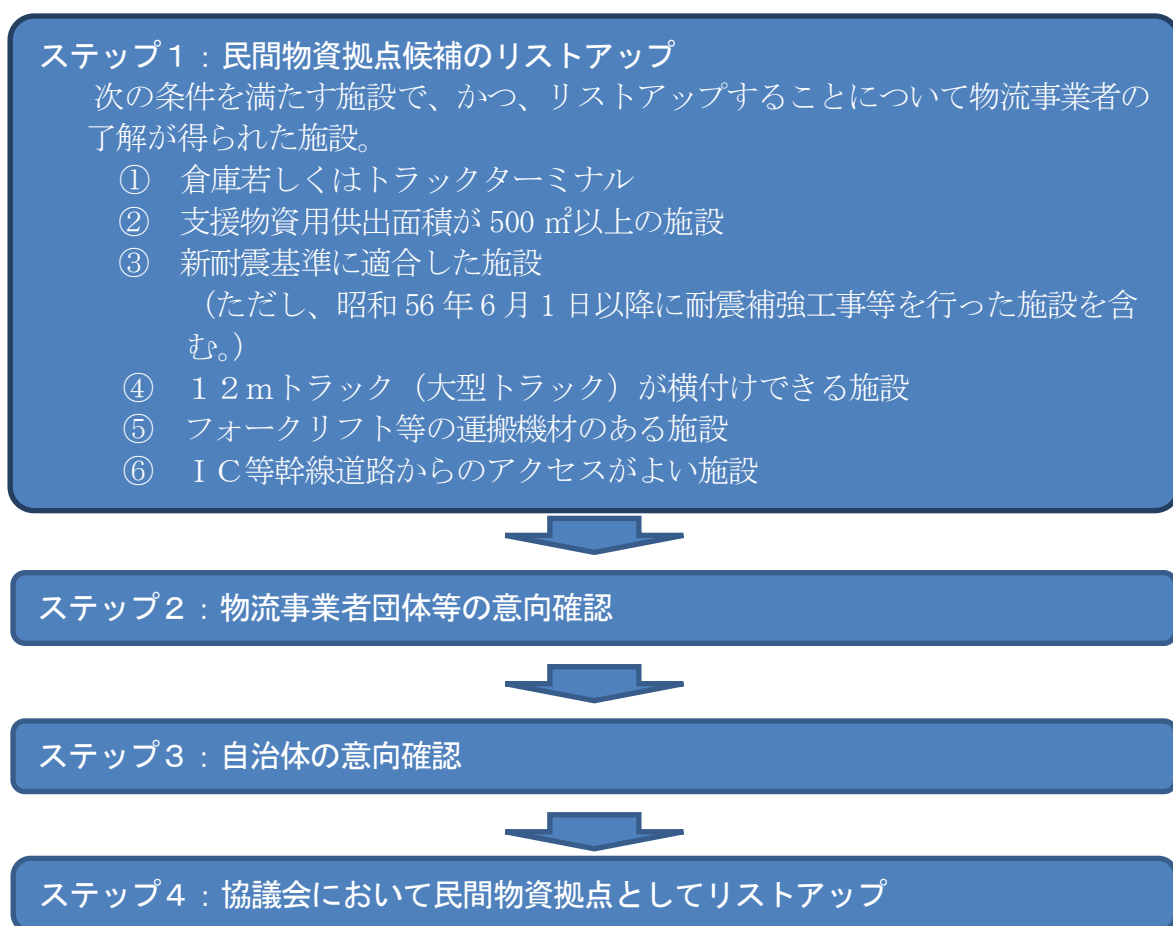 ステップ１：民間物資拠点候補のリストアップ
次の条件を満たす施設で、かつ、リストアップすることについて物流事業者の
了解が得られた施設。
① 倉庫若しくはトラックターミナル
② 支援物資用供出面積が 500 ㎡以上の施設
③ 新耐震基準に適合した施設
（ただし、昭和 56 年 6 月 1 日以降に耐震補強工事等を行った施設を含
む。）
④ １２ｍトラック（大型トラック）が横付けできる施設
⑤ フォークリフト等の運搬機材のある施設
⑥ ＩＣ等幹線道路からのアクセスがよい施設
ステップ２：物流事業者団体等の意向確認
ステップ３：自治体の意向確認
ステップ４：協議会において民間物資拠点としてリストアップ